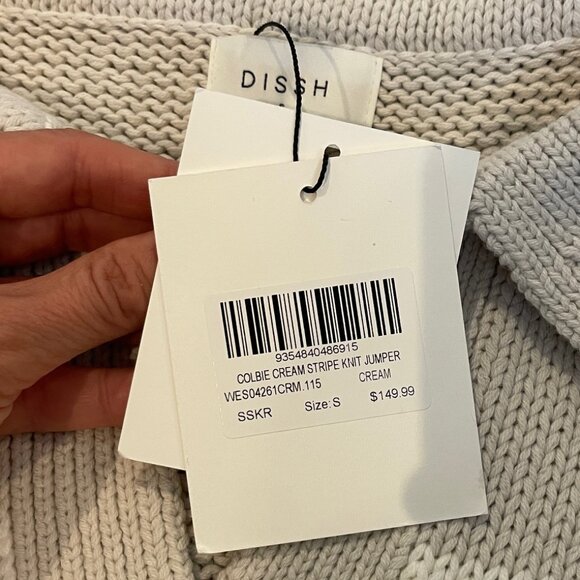 DISSH
9354840486915
COLBIE CREAM STRIPE KNIT JUMPER
WES04261CRM.115 CREAM
SSKR Size: S $149.99